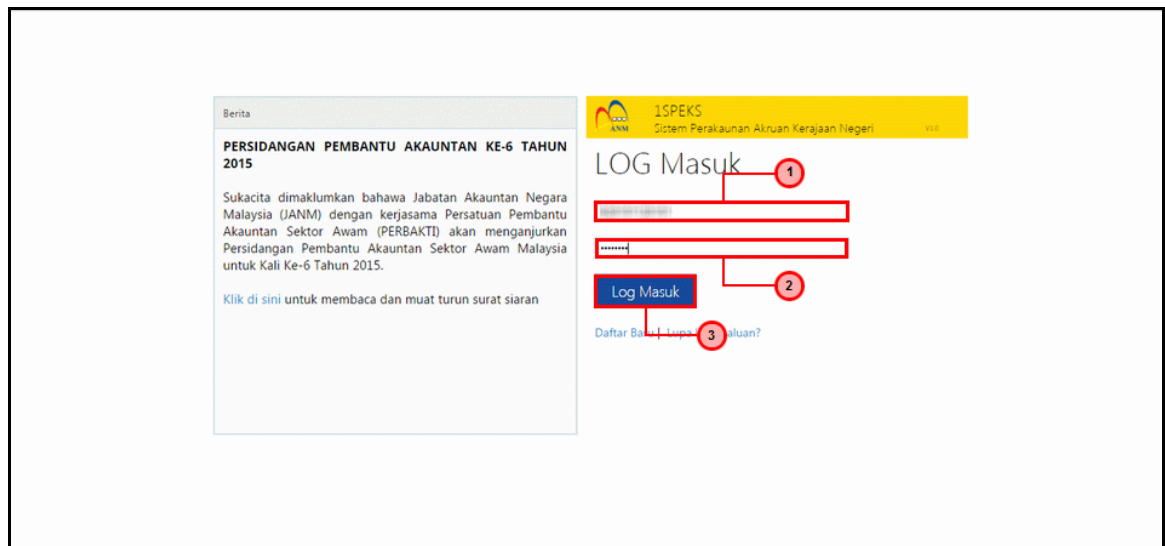 Berita
PERSIDANGAN PEMBANTU AKAUNTAN KE-6 TAHUN
2015
Sukacita dimaklumkan bahawa Jabatan Akauntan Negara
Malaysia (JANM) dengan kerjasama Persatuan Pembantu
Akauntan Sektor Awam (PERBAKTI) akan menganjurkan
Persidangan Pembantu Akauntan Sektor Awam Malaysia
untuk Kali Ke-6 Tahun 2015.
Klik di sini untuk membaca dan muat turun surat siaran
ANM
1SPEKS
Sistem Perakaunan Akruan Kerajaan Negeri
V1.0
LOG Masuk
1
2
Log Masuk
Daftar | Lupa
3